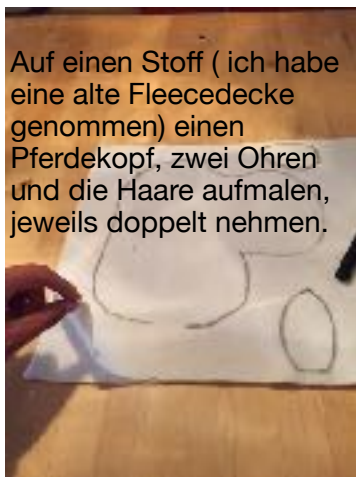 Auf einen Stoff ( ich habe
eine alte Fleecedecke
genommen) einen
Pferdekopf, zwei Ohren
und die Haare aufmalen,
jeweils doppelt nehmen.